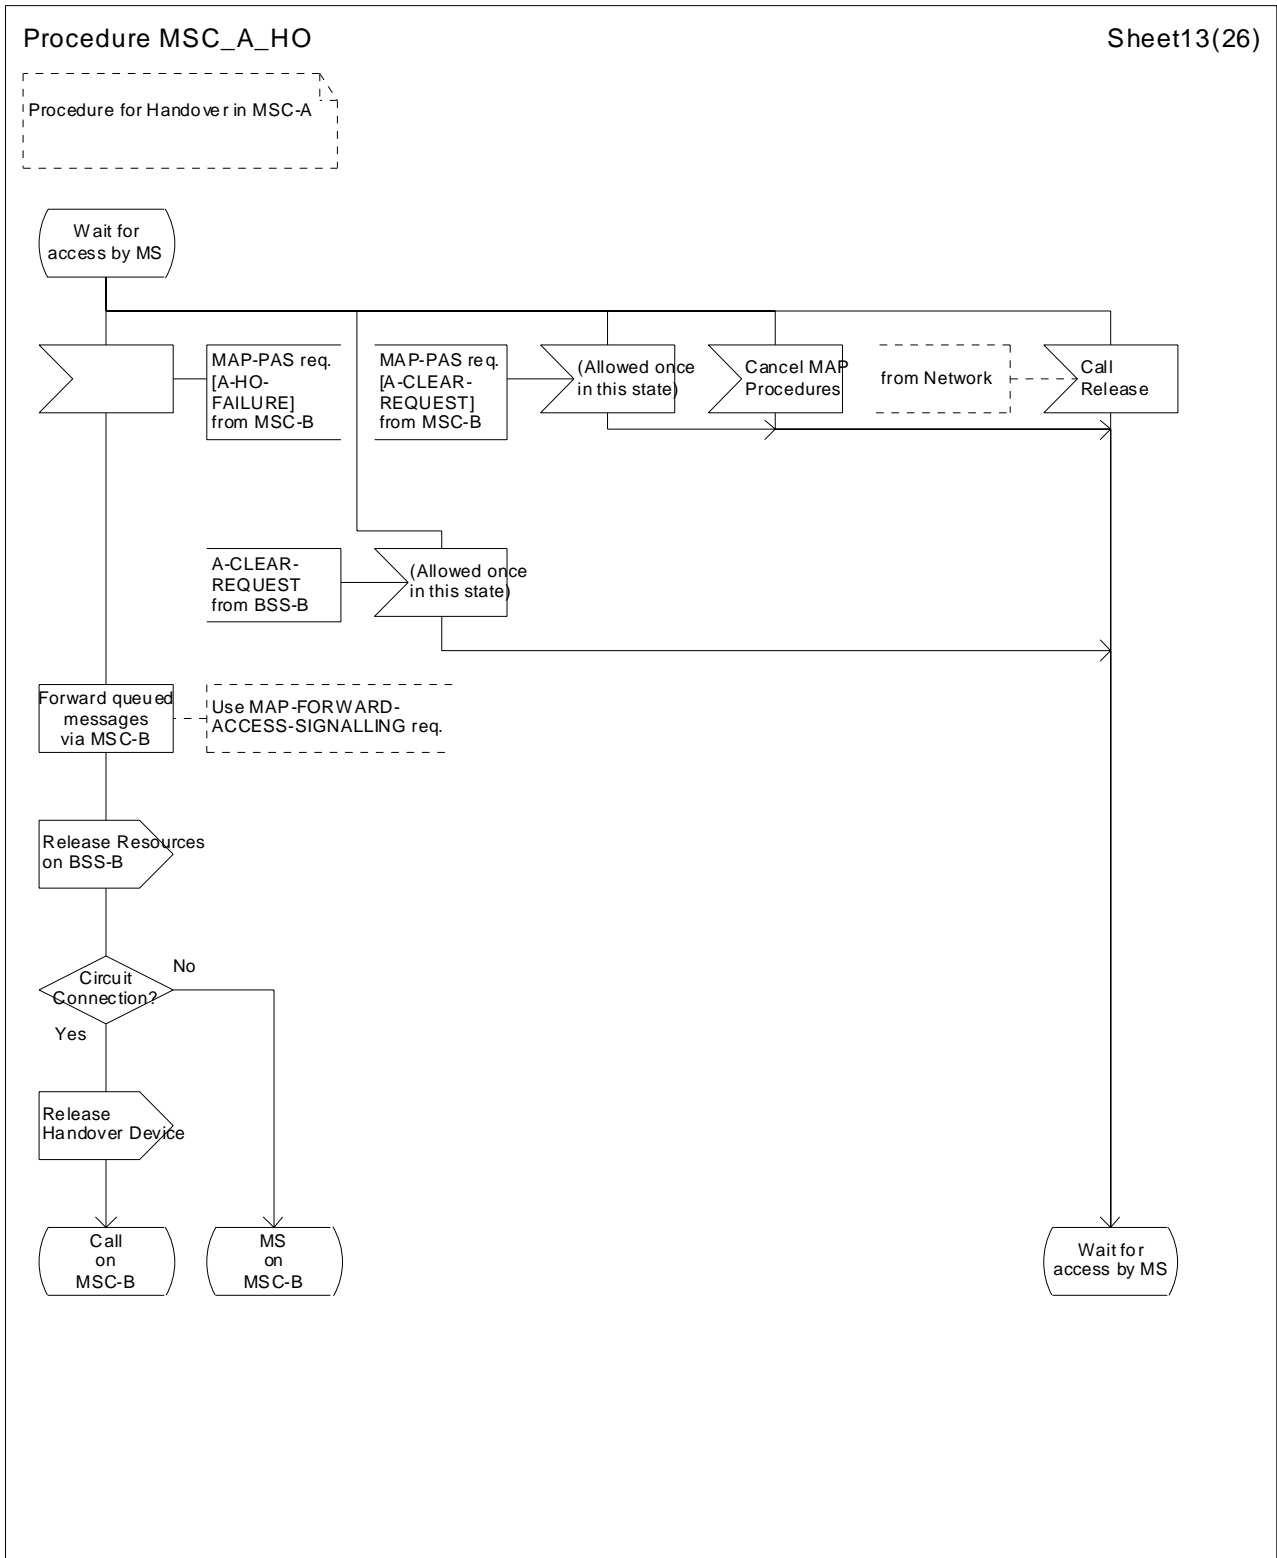 Procedure MSC_A_HO
Sheet13(26)
Procedure for Handover in MSC-A
Wait for
access by MS
MAP-PAS req.
[A-HO-
FAILURE]
from MSC-B
MAP-PAS req.
[A-CLEAR-
REQUEST]
from MSC-B
(Allowed once
in this state)
Cancel MAP
Procedures
from Network
Call
Release
A-CLEAR-
REQUEST
from BSS-B
(Allowed once
in this state)
Forward queued
messages
via MSC-B
Use MAP-FORWARD-
ACCESS-SIGNALLING req.
Release Resources
on BSS-B
Circuit
Connection?
No
Yes
Release
Handover Device
Call
on
MSC-B
MS
on
MSC-B
Wait for
access by MS